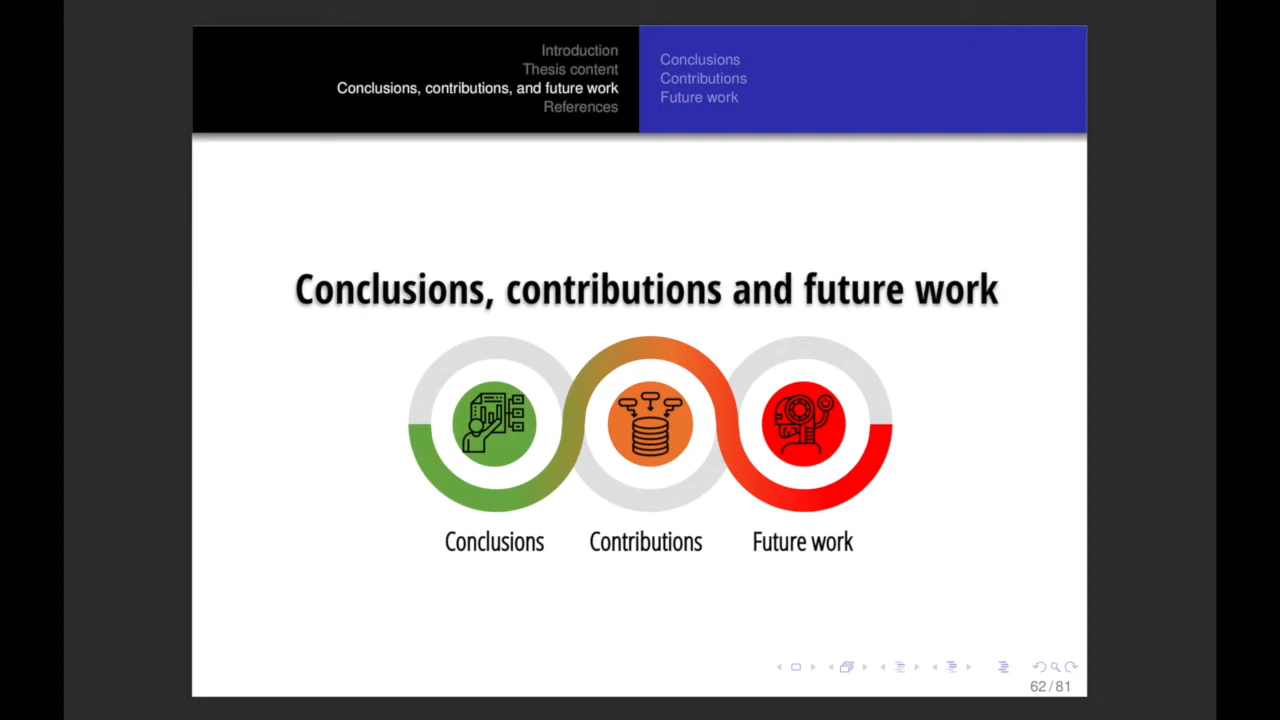 Introduction
Thesis content
Conclusions, contributions, and future work
References
Conclusions
Contributions
Future work
Conclusions, contributions and future work
Conclusions
Contributions
Future work
62/81